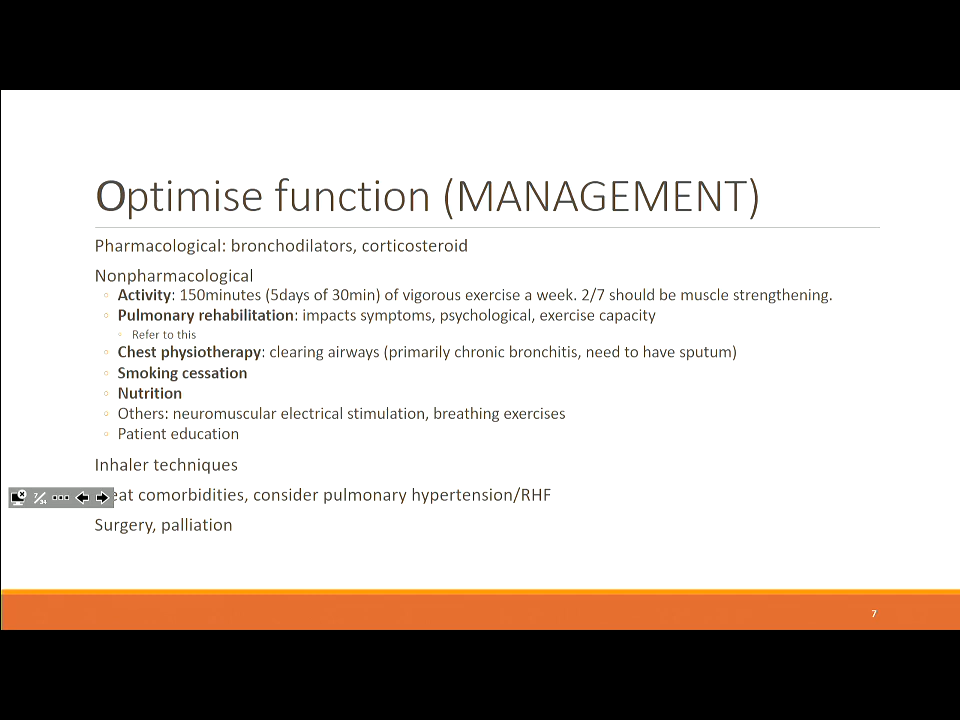 Optimise function (MANAGEMENT)
Pharmacological: bronchodilators, corticosteroid
Nonpharmacological
Activity: 150minutes (5days of 30min) of vigorous exercise a week. 2/7 should be muscle strengthening.
Pulmonary rehabilitation: impacts symptoms, psychological, exercise capacity
Refer to this
Chest physiotherapy: clearing airways (primarily chronic bronchitis, need to have sputum)
Smoking cessation
Nutrition
Others: neuromuscular electrical stimulation, breathing exercises
Patient education
Inhaler techniques
comorbidities, consider pulmonary hypertension/RHF
Surgery, palliation
7